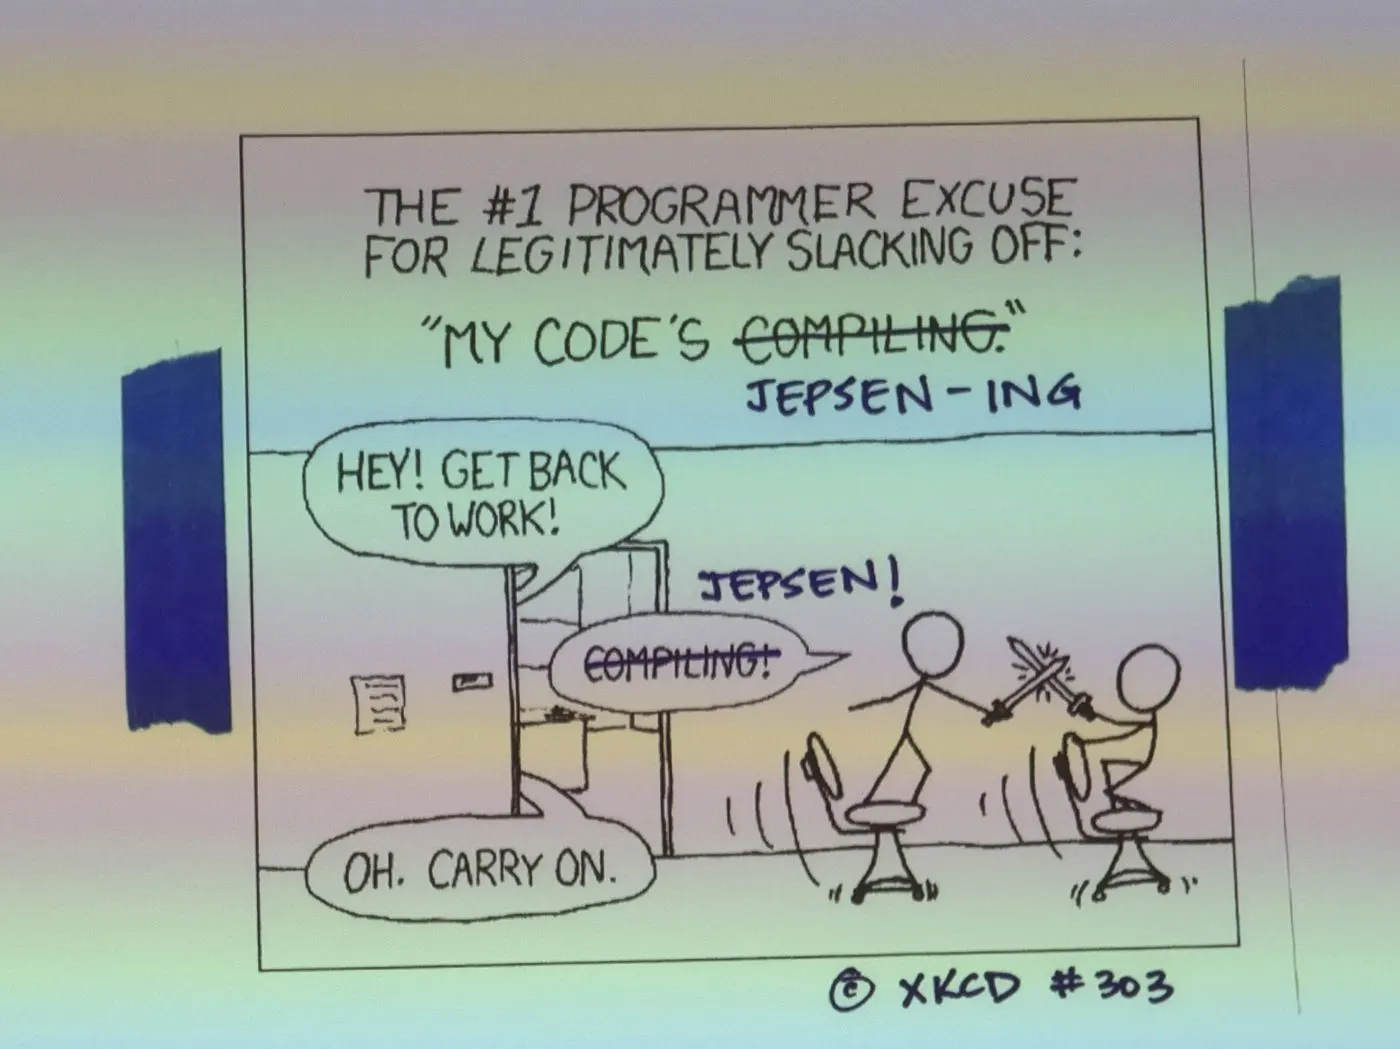 THE #1 PROGRAMMER EXCUSE
FOR LEGITIMATELY SLACKING OFF:
"MY CODE'S COMPILING."
JEPSEN-ING
HEY! GET BACK
TO WORK!
JEPSEN!
COMPILING!
OH. CARRY ON.
© XKCD #303